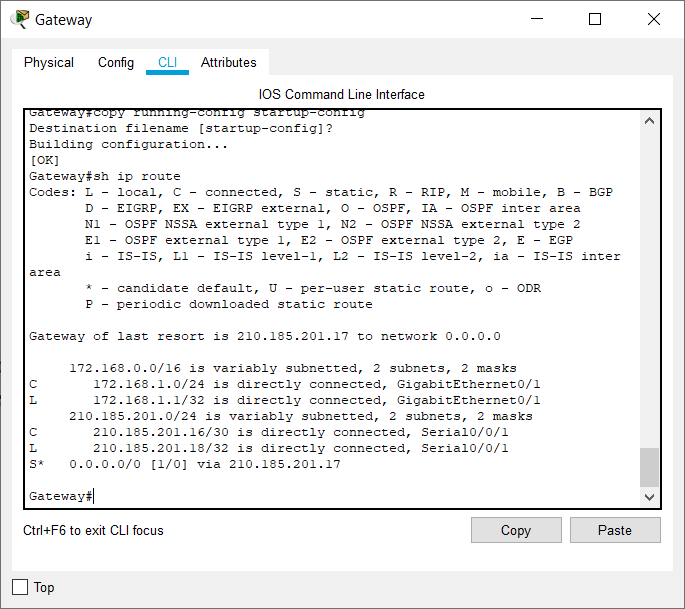 Gateway
Physical Config CLI Attributes
IOS Command Line Interface
Gateway#copy running-config startup-config
Destination filename [startup-config]?
Building configuration...
[OK]
Gateway#sh ip route
Codes: L - local, C - connected, S - static, R - RIP, M - mobile, B - BGP
D - EIGRP, EX - EIGRP external, O - OSPF, IA - OSPF inter area
N1 - OSPF NSSA external type 1, N2 - OSPF NSSA external type 2
E1 - OSPF external type 1, E2 - OSPF external type 2, E - EGP
i - IS-IS, L1 - IS-IS level-1, L2 - IS-IS level-2, ia - IS-IS inter
area
* - candidate default, U - per-user static route, o - ODR
P - periodic downloaded static route
Gateway of last resort is 210.185.201.17 to network 0.0.0.0
172.168.0.0/16 is variably subnetted, 2 subnets, 2 masks
C 172.168.1.0/24 is directly connected, GigabitEthernet0/1
L 172.168.1.1/32 is directly connected, GigabitEthernet0/1
210.185.201.0/24 is variably subnetted, 2 subnets, 2 masks
C 210.185.201.16/30 is directly connected, Serial0/0/1
L 210.185.201.18/32 is directly connected, Serial0/0/1
S* 0.0.0.0/0 [1/0] via 210.185.201.17
Gateway#
Ctrl+F6 to exit CLI focus
Copy Paste
Top